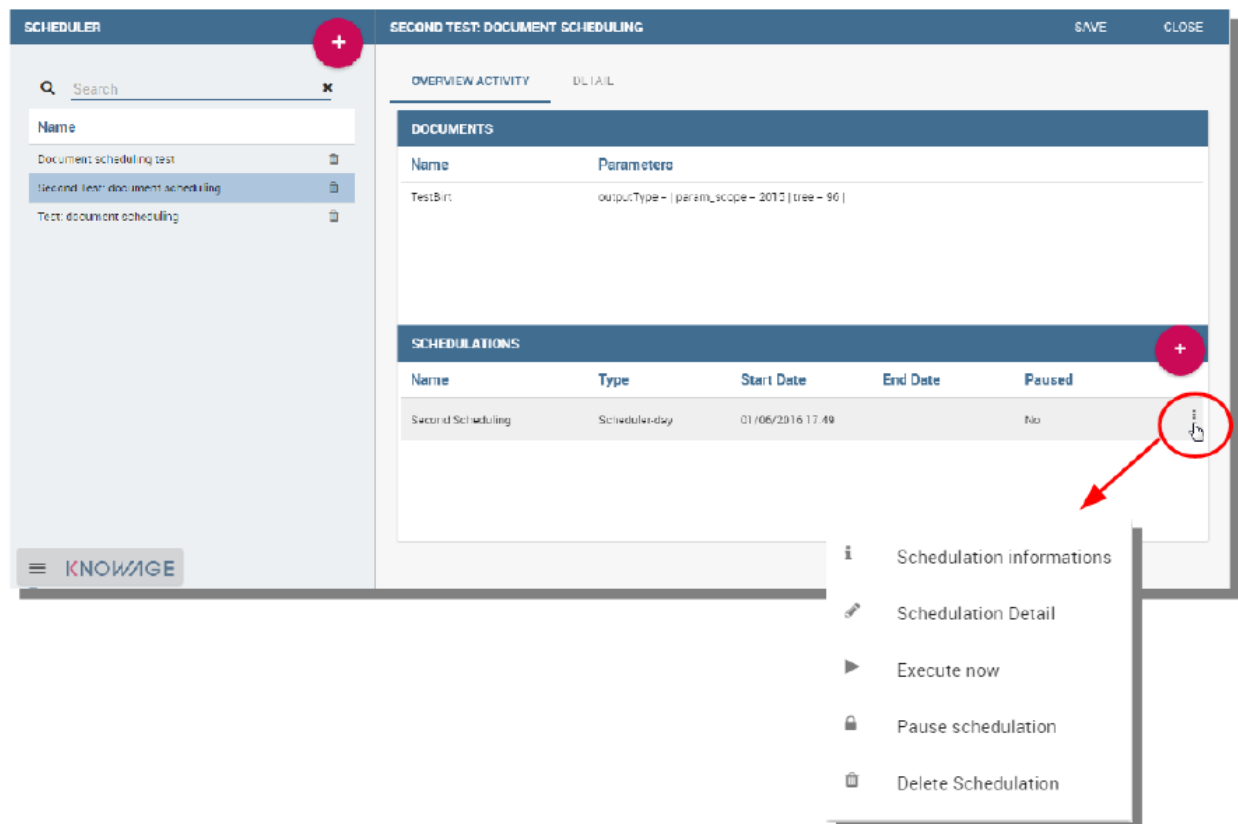 SCHEDULER
+
SECOND TEST: DOCUMENT SCHEDULING
SAVE
CLOSE
Search
OVERVIEW ACTIVITY
DETAIL
Name
Document scheduling test
Second Test: document scheduling
Test: document scheduling
DOCUMENTS
Name Parameters
TestBirt outputType = | param_scope = 2015 | tree = 96 |
SCHEDULATIONS
+
Name Type Start Date End Date Paused
Second Scheduling Scheduler-day 01/06/2016 17:49 No
KNOWAGE
Schedulation informations
Schedulation Detail
Execute now
Pause schedulation
Delete Schedulation